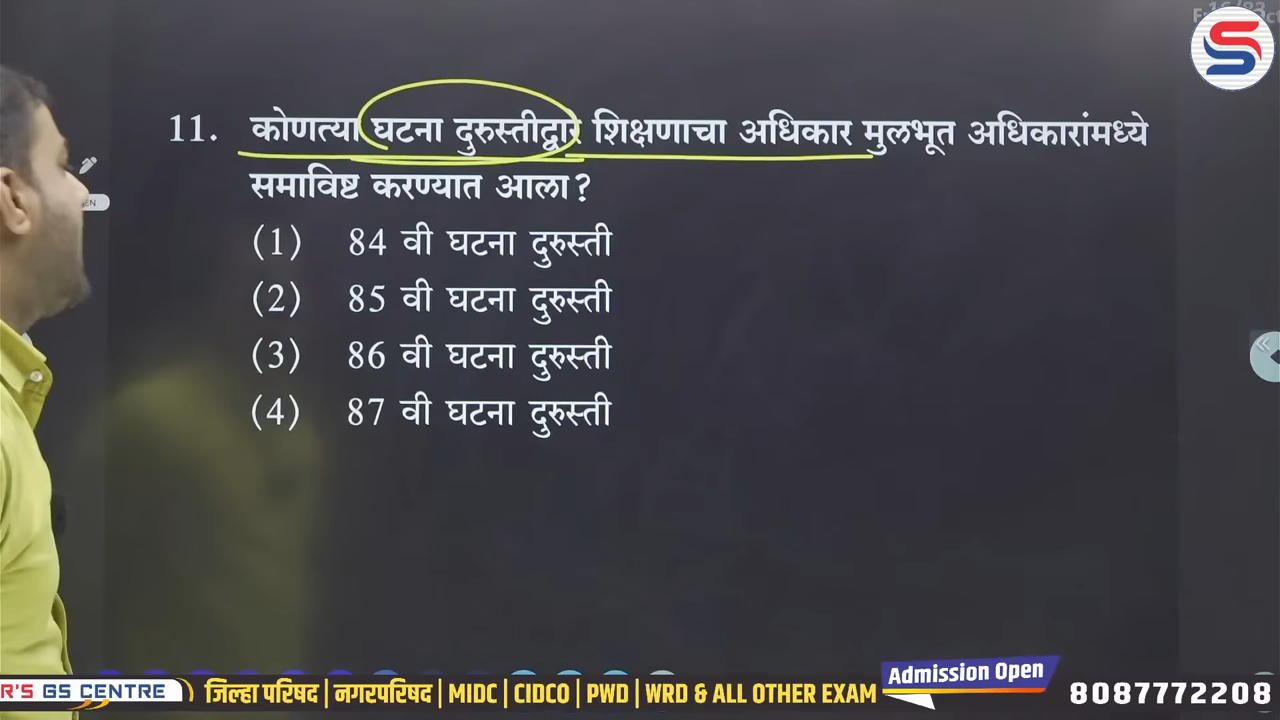 11. कोणत्या घटना दुरुस्तीद्वारे शिक्षणाचा अधिकार मुलभूत अधिकारांमध्ये
समाविष्ट करण्यात आला?
(1) 84 वी घटना दुरुस्ती
(2) 85 वी घटना दुरुस्ती
(3) 86 वी घटना दुरुस्ती
(4) 87 वी घटना दुरुस्ती
R'S GS CENTRE जिल्हा परिषद | नगरपरिषद | MIDC | CIDCO | PWD | WRD & ALL OTHER EXAM Admission Open 8087772208